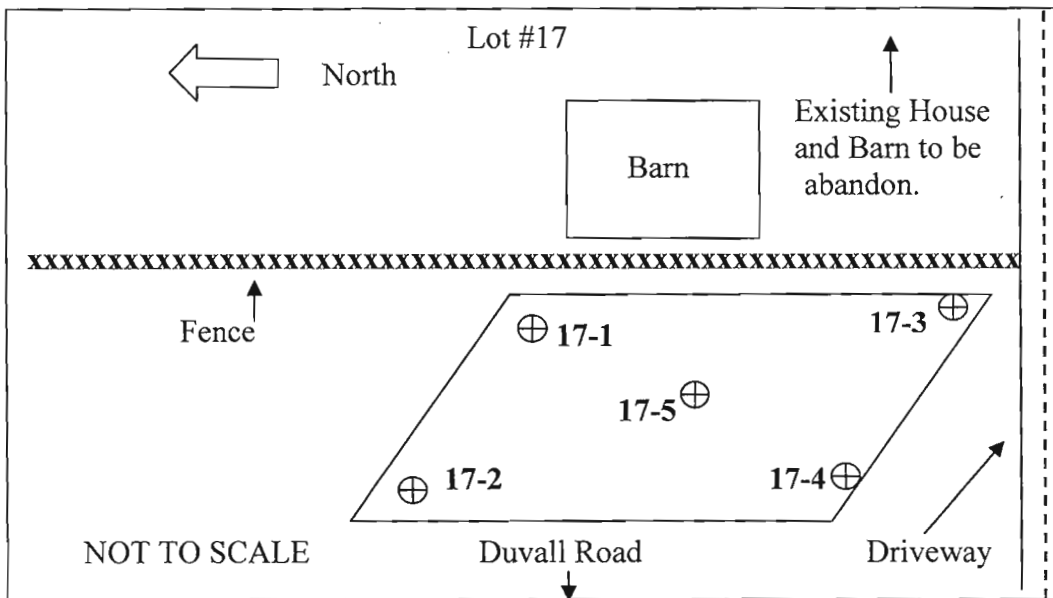 Lot #17
North
Existing House
and Barn to be
abandon.
Barn
xxxxxxxxxxxxxxxxxxxxxxxxxxxxxxxxxxxxxxxxxxxxxxxxxxxxxxxxxxxxxx
Fence
17-1
17-3
17-5
17-2
17-4
NOT TO SCALE
Duvall Road
Driveway